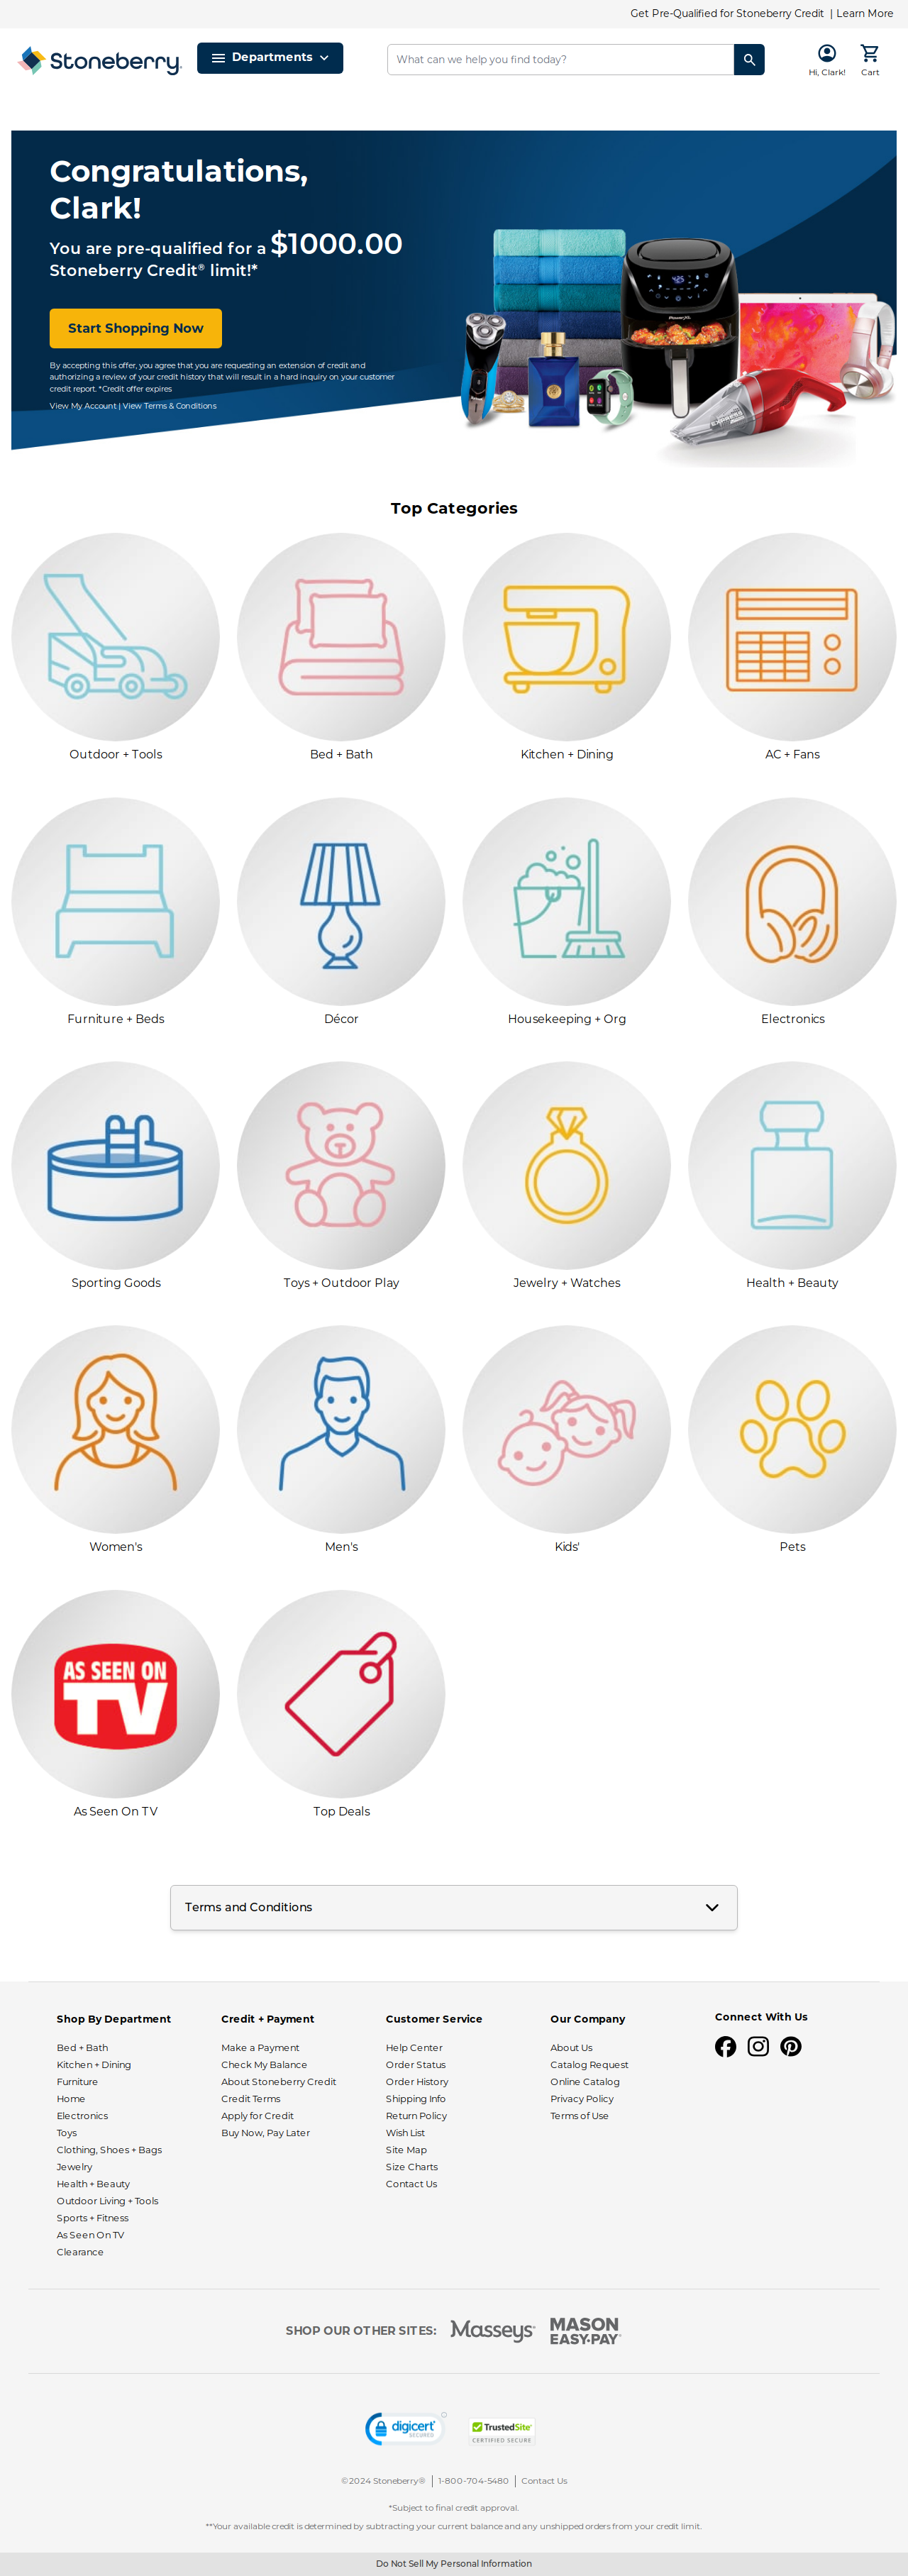 Get Pre-Qualified for Stoneberry Credit | Learn More
Stoneberry
Departments
What can we help you find today?
Hi, Clark!
Cart
Congratulations,
Clark!
You are pre-qualified for a $1000.00
Stoneberry Credit® limit!*
Start Shopping Now
By accepting this offer, you agree that you are requesting an extension of credit and
authorizing a review of your credit history that will result in a hard inquiry on your customer
credit report. *Credit offer expires
View My Account | View Terms & Conditions
PowerXL
Top Categories
Outdoor + Tools
Bed + Bath
Kitchen + Dining
AC + Fans
Furniture + Beds
Décor
Housekeeping + Org
Electronics
Sporting Goods
Toys + Outdoor Play
Jewelry + Watches
Health + Beauty
Women's
Men's
Kids'
Pets
AS SEEN ON
TV
As Seen On TV
Top Deals
Terms and Conditions
Shop By Department
Bed + Bath
Kitchen + Dining
Furniture
Home
Electronics
Toys
Clothing, Shoes + Bags
Jewelry
Health + Beauty
Outdoor Living + Tools
Sports + Fitness
As Seen On TV
Clearance
Credit + Payment
Make a Payment
Check My Balance
About Stoneberry Credit
Credit Terms
Apply for Credit
Buy Now, Pay Later
Customer Service
Help Center
Order Status
Order History
Shipping Info
Return Policy
Wish List
Site Map
Size Charts
Contact Us
Our Company
About Us
Catalog Request
Online Catalog
Privacy Policy
Terms of Use
Connect With Us
SHOP OUR OTHER SITES:
Masseys
MASON
EASY·PAY
digicert
SECURED
TrustedSite
CERTIFIED SECURE
©2024 Stoneberry® | 1-800-704-5480 | Contact Us
*Subject to final credit approval.
**Your available credit is determined by subtracting your current balance and any unshipped orders from your credit limit.
Do Not Sell My Personal Information